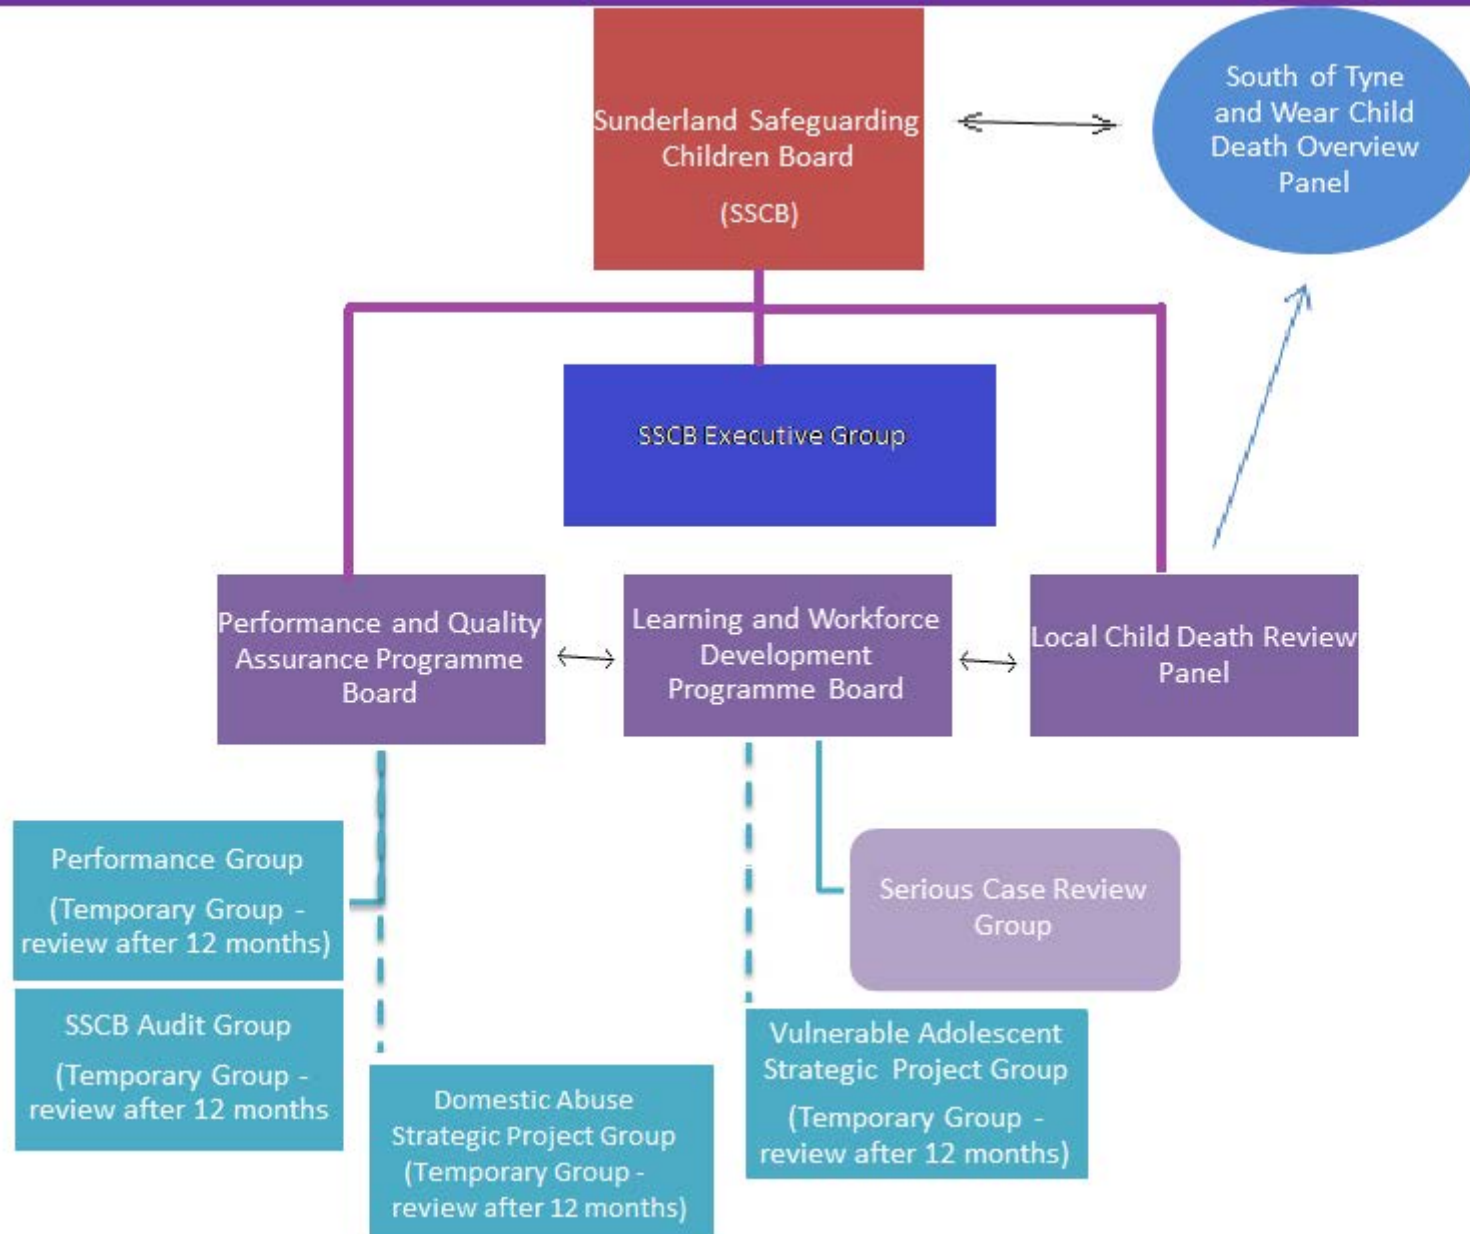 Sunderland Safeguarding
Children Board
(SSCB)
South of Tyne
and Wear Child
Death Overview
Panel
SSCB Executive Group
Performance and Quality
Assurance Programme
Board
Learning and Workforce
Development
Programme Board
Local Child Death Review
Panel
Performance Group
(Temporary Group -
review after 12 months)
Serious Case Review
Group
SSCB Audit Group
(Temporary Group -
review after 12 months
Vulnerable Adolescent
Strategic Project Group
(Temporary Group -
review after 12 months)
Domestic Abuse
Strategic Project Group
(Temporary Group -
review after 12 months)